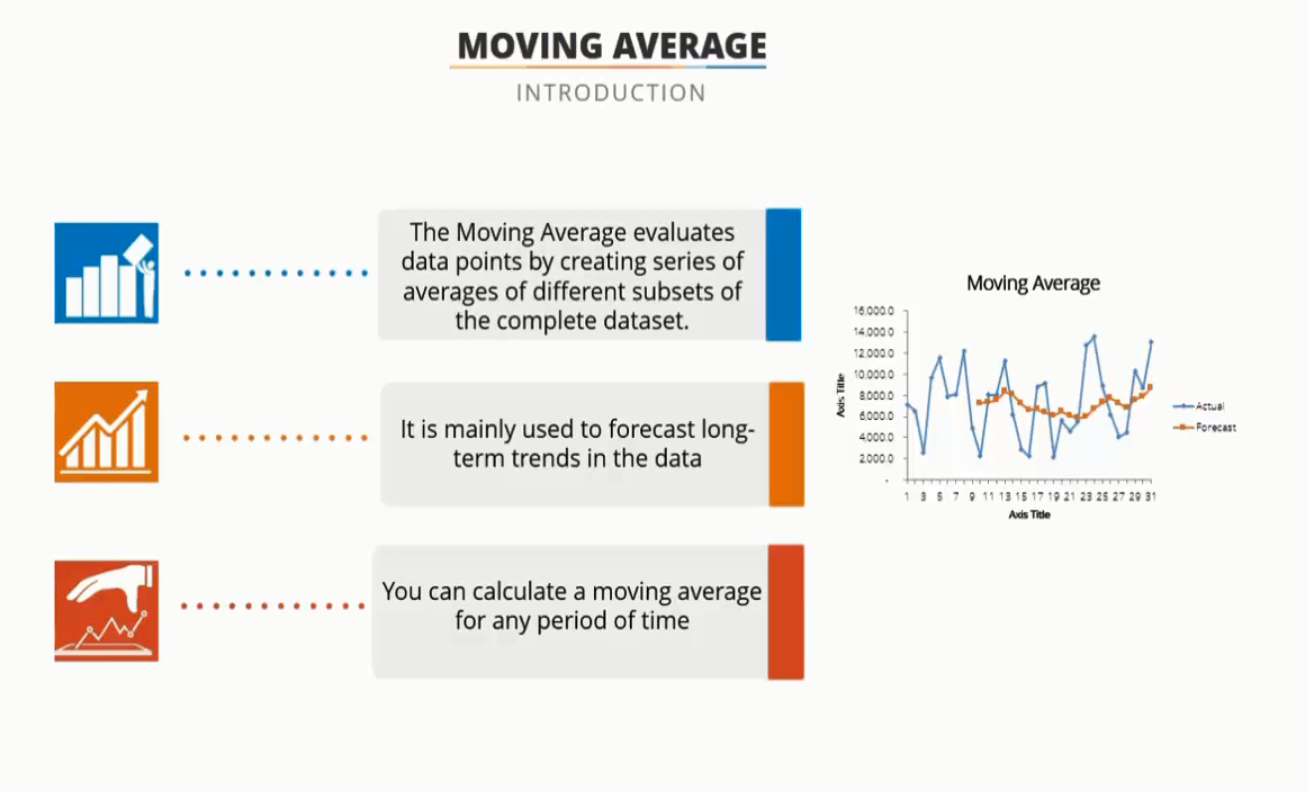 MOVING AVERAGE
INTRODUCTION
The Moving Average evaluates
data points by creating series of
averages of different subsets of
the complete dataset.
It is mainly used to forecast long-
term trends in the data
You can calculate a moving average
for any period of time
Moving Average
16,000.0
14,000.0
12,000.0
10,000.0
8,000.0
6,000.0
4,000.0
2,000.0
-
Axis Title
1 3 5 7 9 11 13 15 17 19 21 23 25 27 29 31
Axis Title
Actual
Forecast